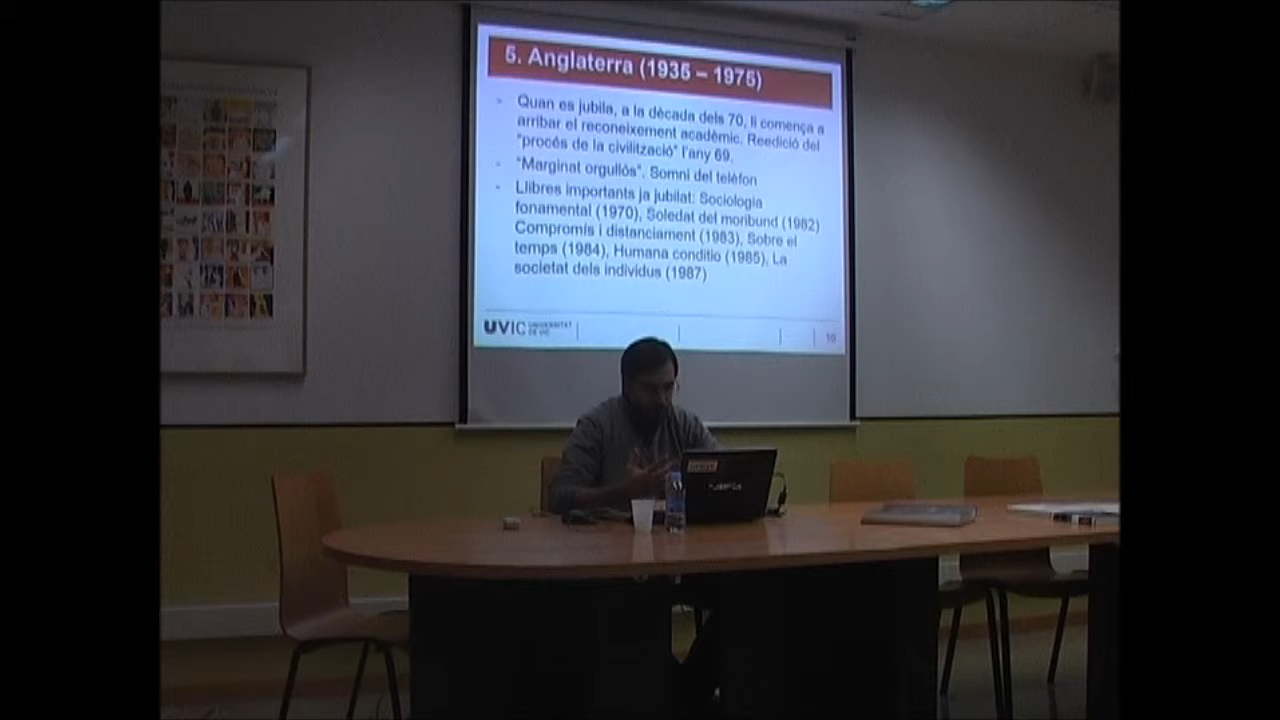 5. Anglaterra (1935 – 1975)
- Quan es jubila, a la dècada dels 70, li comença a
arribar el reconeixement acadèmic. Reedició del
"procés de la civilització" l'any 69.
- "Marginat orgullós". Somni del telèfon
- Llibres importants ja jubilat: Sociologia
fonamental (1970), Soledat del moribund (1982)
Compromís i distanciament (1983), Sobre el
temps (1984), Humana conditio (1985), La
societat dels individus (1987)
UVIC UNIVERSITAT
DE VIC
10